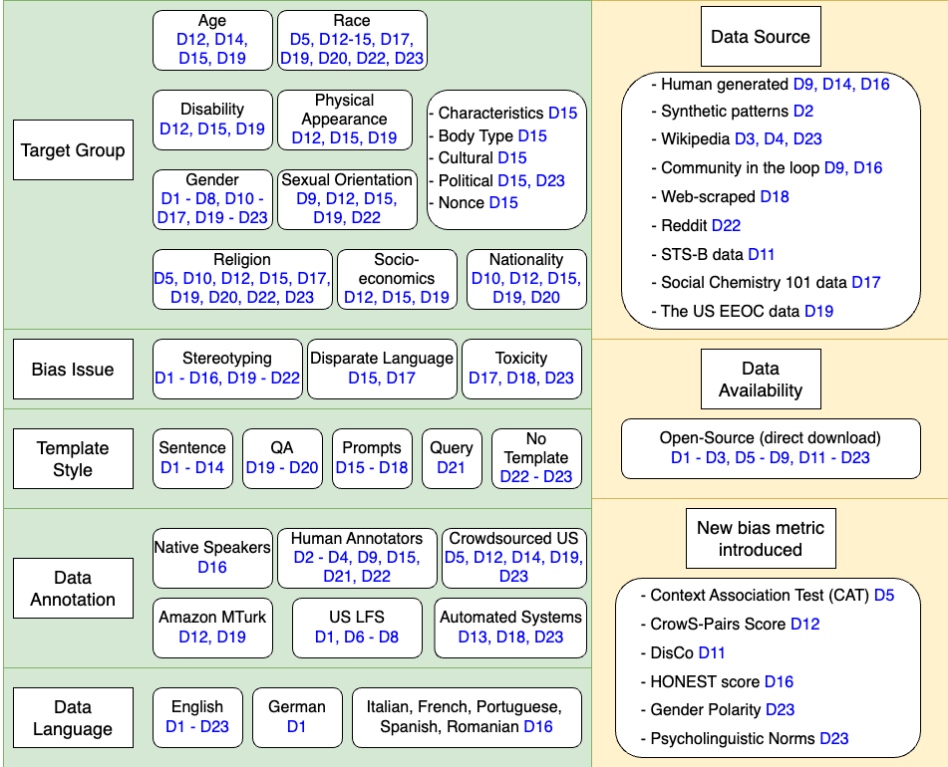 Target Group
Age
D12, D14,
D15, D19
Race
D5, D12-15, D17,
D19, D20, D22, D23
Disability
D12, D15, D19
Physical
Appearance
D12, D15, D19
- Characteristics D15
- Body Type D15
- Cultural D15
- Political D15, D23
- Nonce D15
Gender
D1 - D8, D10 -
D17, D19 - D23
Sexual Orientation
D9, D12, D15,
D19, D22
Religion
D5, D10, D12, D15, D17,
D19, D20, D22, D23
Socio-
economics
D12, D15, D19
Nationality
D10, D12, D15,
D19, D20
Bias Issue
Stereotyping
D1 - D16, D19 - D22
Disparate Language
D15, D17
Toxicity
D17, D18, D23
Template
Style
Sentence
D1 - D14
QA
D19 - D20
Prompts
D15 - D18
Query
D21
No
Template
D22 - D23
Data
Annotation
Native Speakers
D16
Human Annotators
D2 - D4, D9, D15,
D21, D22
Crowdsourced US
D5, D12, D14, D19,
D23
Amazon MTurk
D12, D19
US LFS
D1, D6 - D8
Automated Systems
D13, D18, D23
Data
Language
English
D1 - D23
German
D1
Italian, French, Portuguese,
Spanish, Romanian D16
Data Source
- Human generated D9, D14, D16
- Synthetic patterns D2
- Wikipedia D3, D4, D23
- Community in the loop D9, D16
- Web-scraped D18
- Reddit D22
- STS-B data D11
- Social Chemistry 101 data D17
- The US EEOC data D19
Data
Availability
Open-Source (direct download)
D1 - D3, D5 - D9, D11 - D23
New bias metric
introduced
- Context Association Test (CAT) D5
- CrowS-Pairs Score D12
- DisCo D11
- HONEST score D16
- Gender Polarity D23
- Psycholinguistic Norms D23